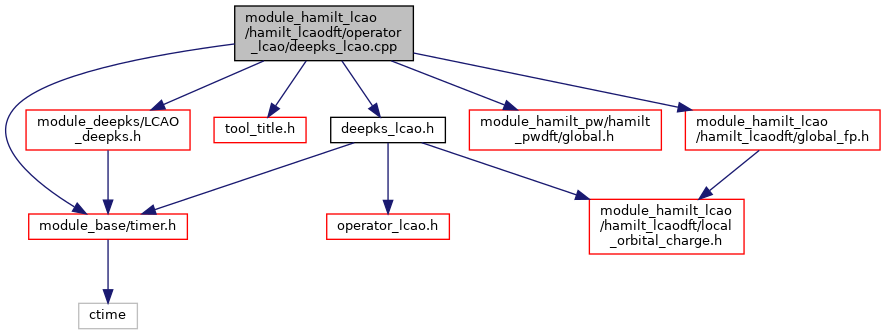 module_hamilt_lcao
/hamilt_lcaodft/operator
_lcao/deepks_lcao.cpp
module_deepks/LCAO
_deepks.h
tool_title.h
deepks_lcao.h
module_hamilt_pw/hamilt
_pwdft/global.h
module_hamilt_lcao
/hamilt_lcaodft/global_fp.h
module_base/timer.h
operator_lcao.h
module_hamilt_lcao
/hamilt_lcaodft/local
_orbital_charge.h
ctime